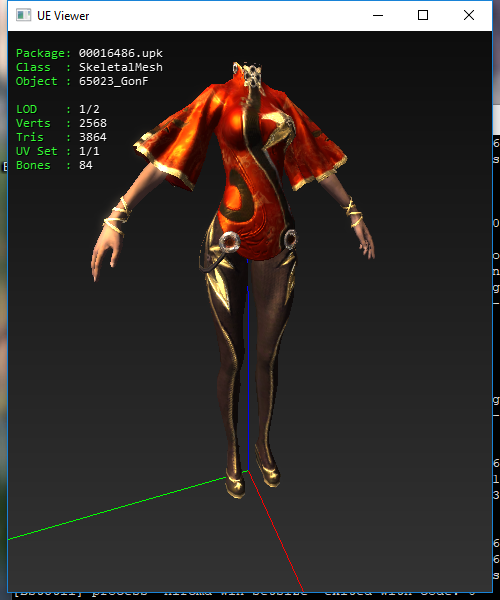 UE Viewer
Package: 00016486.upk
Class : SkeletalMesh
Object : 65023_GonF
LOD : 1/2
Verts : 2568
Tris : 3864
UV Set : 1/1
Bones : 84